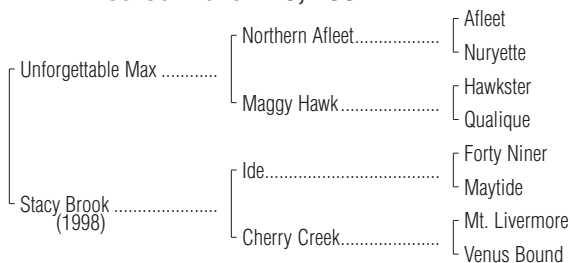 Afleet
Northern Afleet
Nuryette
Unforgettable Max
Hawkster
Maggy Hawk
Qualique
Forty Niner
Ide
Maytide
Stacy Brook
(1998)
Mt. Livermore
Cherry Creek
Venus Bound